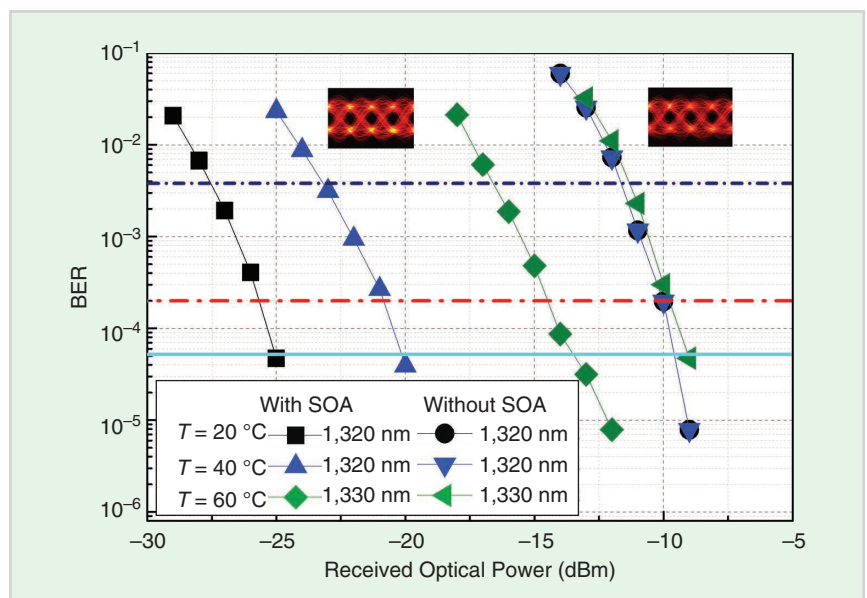 10⁻¹
10⁻²
10⁻³
10⁻⁴
10⁻⁵
10⁻⁶
BER
With SOA Without SOA
T = 20 °C 1,320 nm 1,320 nm
T = 40 °C 1,320 nm 1,320 nm
T = 60 °C 1,330 nm 1,330 nm
–30 –25 –20 –15 –10 –5
Received Optical Power (dBm)